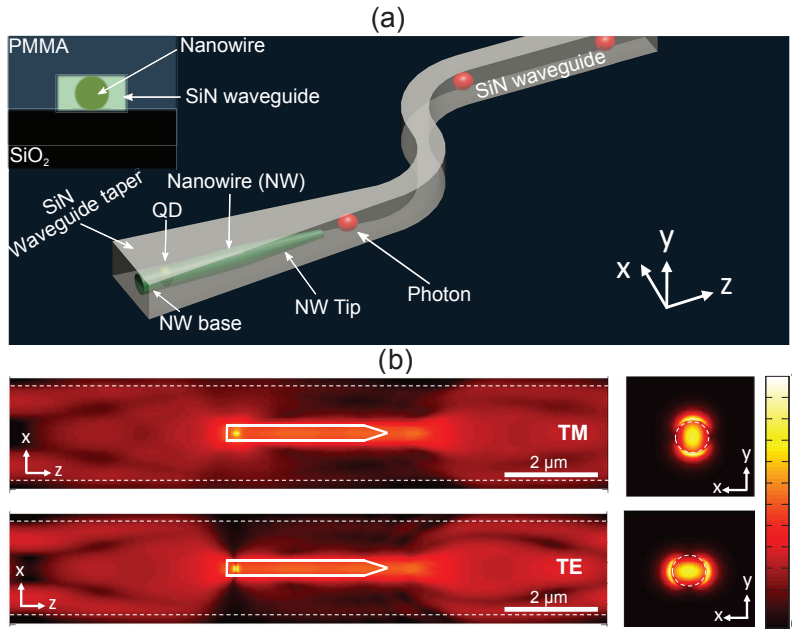 (a)
PMMA
Nanowire
SiN waveguide
SiO2
SiN
Waveguide taper
QD
Nanowire (NW)
NW base
NW Tip
Photon
SiN waveguide
x
y
z
(b)
x
z
TM
2 μm
y
x
x
z
TE
2 μm
y
x